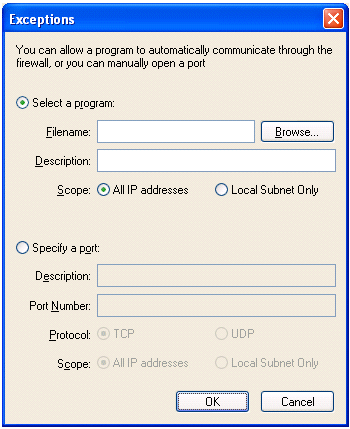 Exceptions
You can allow a program to automatically communicate through the
firewall, or you can manually open a port
Select a program:
Filename:
Browse...
Description:
Scope: All IP addresses Local Subnet Only
Specify a port:
Description:
Port Number:
Protocol: TCP UDP
Scope: All IP addresses Local Subnet Only
OK Cancel